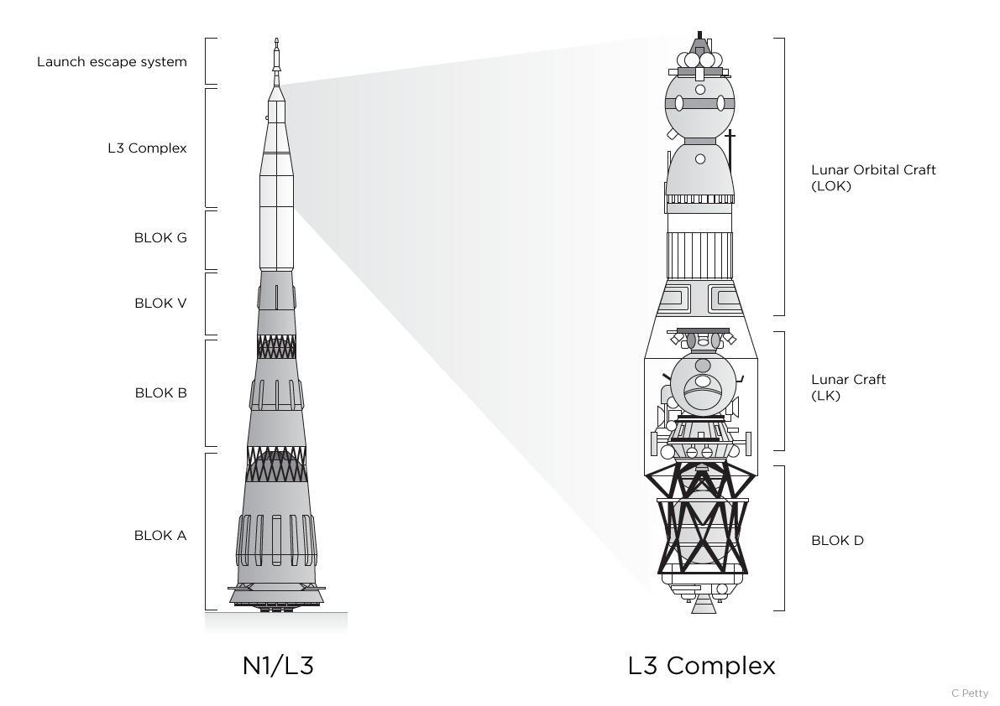 Launch escape system
L3 Complex
BLOK G
BLOK V
BLOK B
BLOK A
N1/L3
Lunar Orbital Craft
(LOK)
Lunar Craft
(LK)
BLOK D
L3 Complex
C Petty